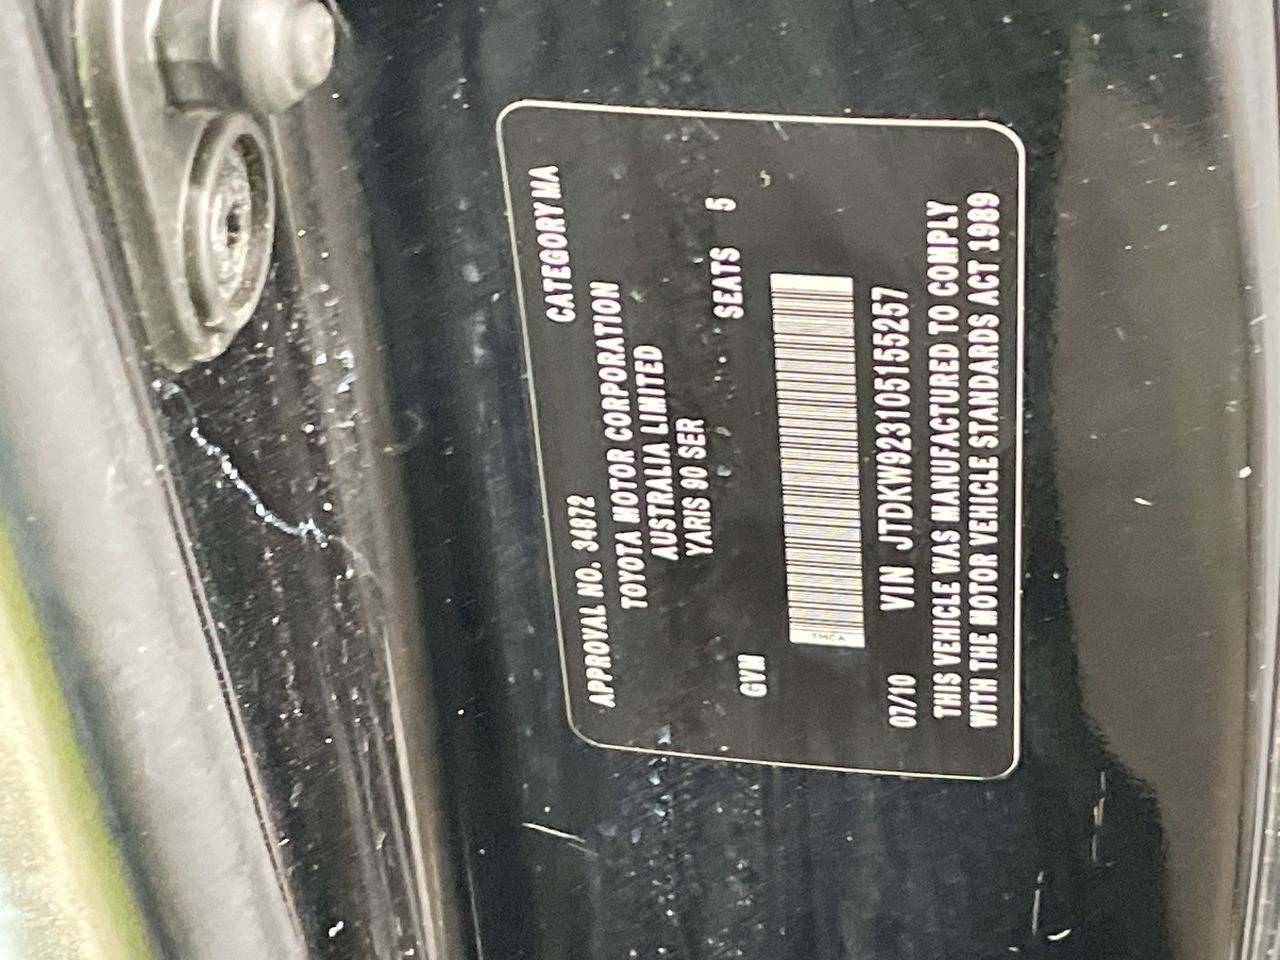 APPROVAL NO. 34872 CATEGORY MA
TOYOTA MOTOR CORPORATION
AUSTRALIA LIMITED
YARIS 90 SER
GVM SEATS 5
TMCA
07/10 VIN JTDKW923105155257
THIS VEHICLE WAS MANUFACTURED TO COMPLY
WITH THE MOTOR VEHICLE STANDARDS ACT 1989